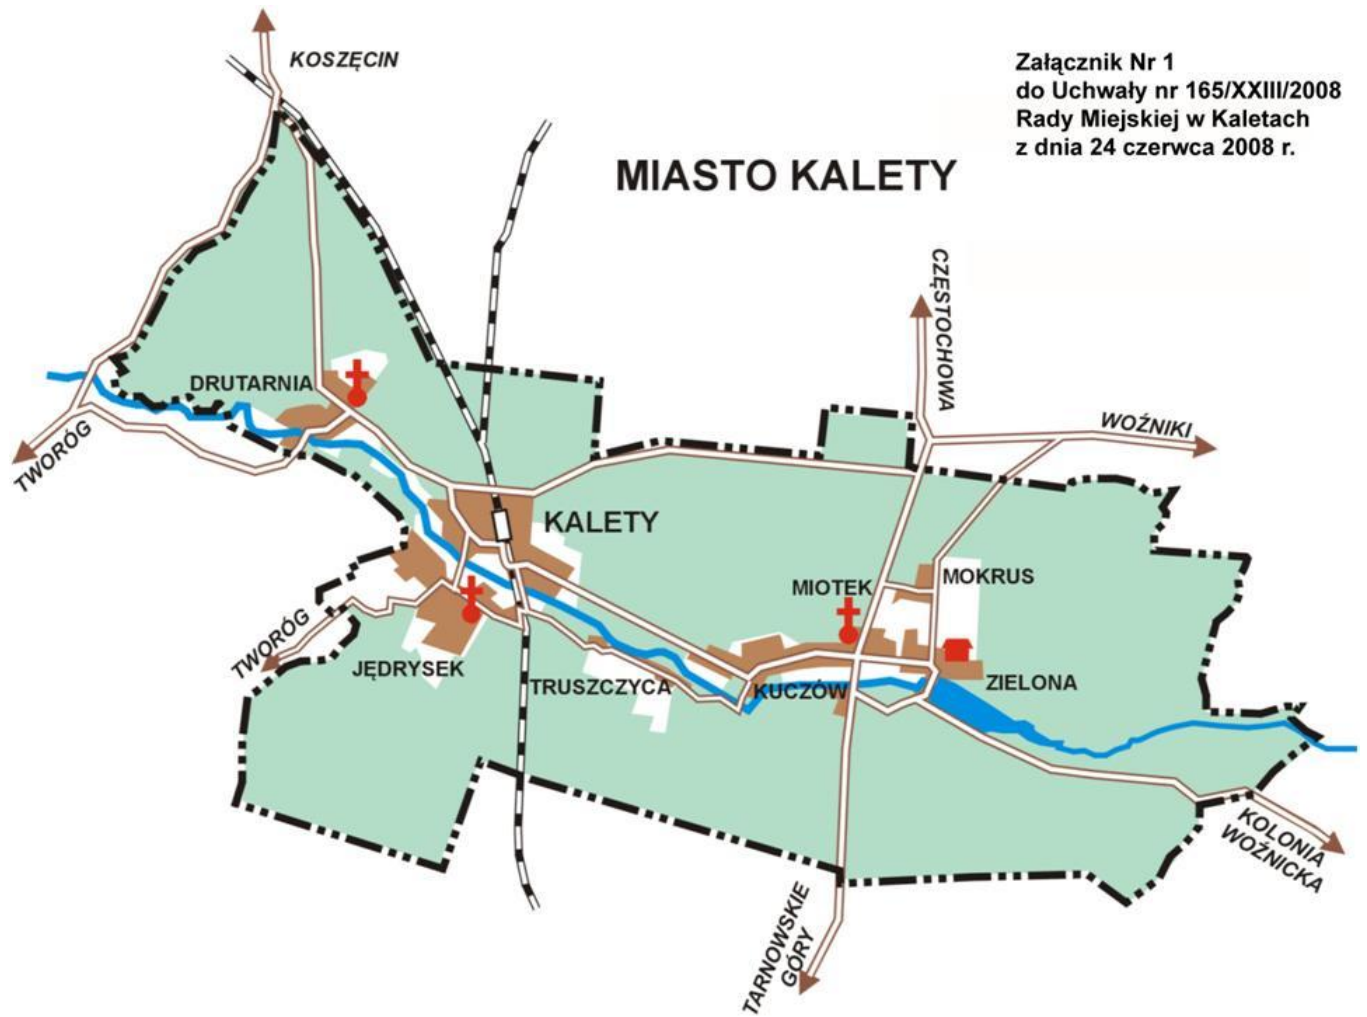 KOSZĘCIN
Załącznik Nr 1
do Uchwały nr 165/XXIII/2008
Rady Miejskiej w Kaletach
z dnia 24 czerwca 2008 r.
MIASTO KALETY
CZĘSTOCHOWA
DRUTARNIA
WOŹNIKI
TWORÓG
KALETY
MIOTEK
MOKRUS
TWORÓG
JĘDRYSEK
TRUSZCZYCA
KUCZÓW
ZIELONA
KOLONIA
WOŹNICKA
TARNOWSKIE
GÓRY